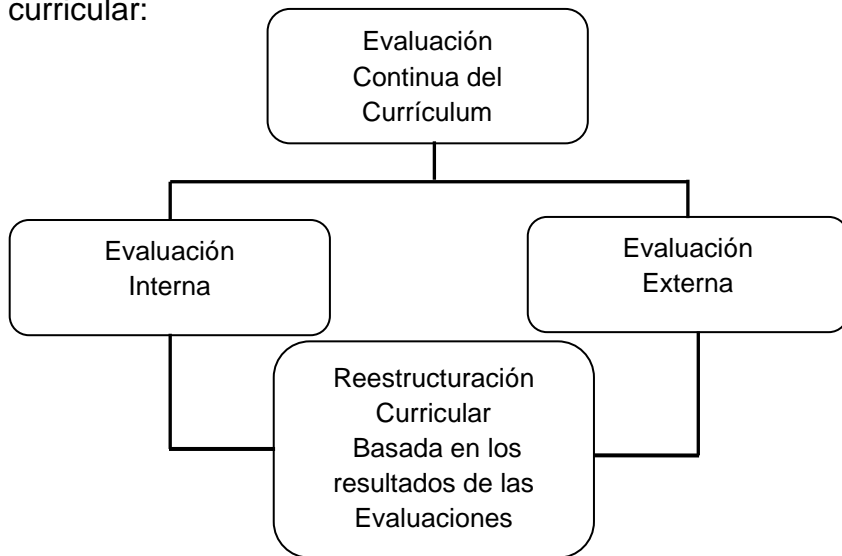 curricular:
Evaluación
Continua del
Currículum
Evaluación
Interna
Evaluación
Externa
Reestructuración
Curricular
Basada en los
resultados de las
Evaluaciones